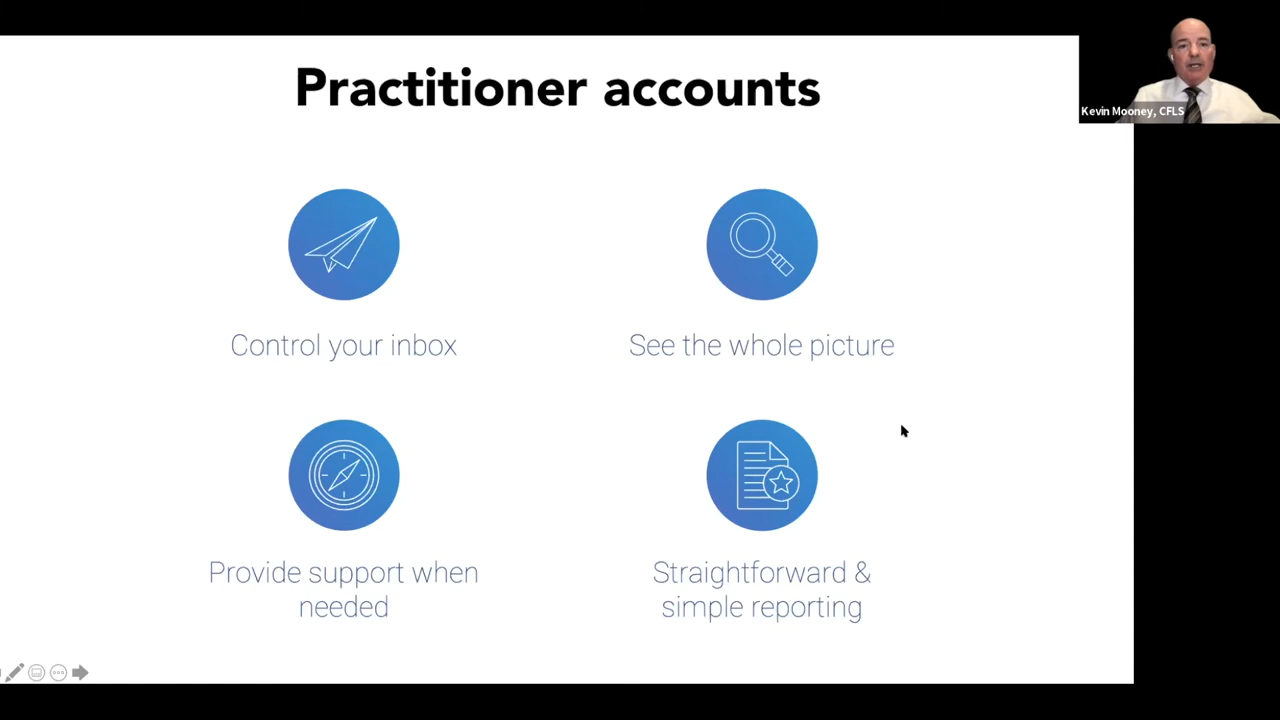 Practitioner accounts
Kevin Mooney, CFLS
Control your inbox
See the whole picture
Provide support when
needed
Straightforward &
simple reporting